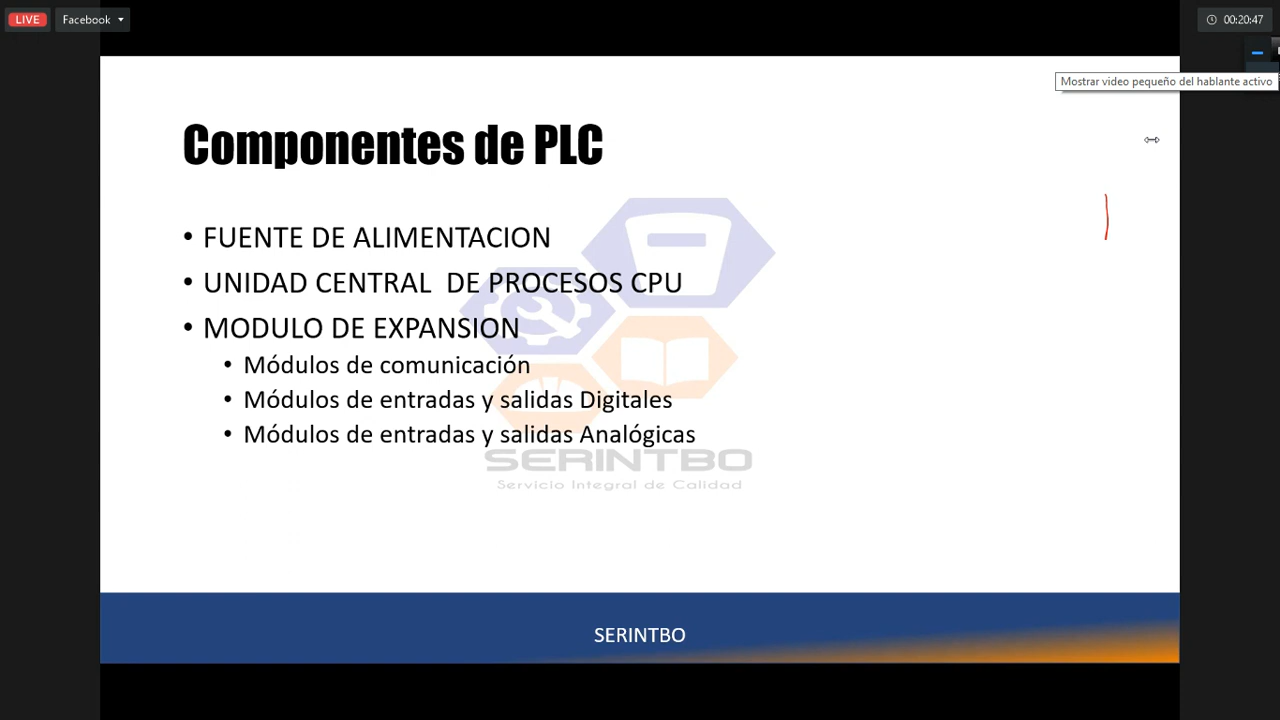 LIVE
Facebook
00:20:47
Mostrar video pequeño del hablante activo
Componentes de PLC
• FUENTE DE ALIMENTACION
• UNIDAD CENTRAL  DE PROCESOS CPU
• MODULO DE EXPANSION
• Módulos de comunicación
• Módulos de entradas y salidas Digitales
• Módulos de entradas y salidas Analógicas
SERINTBO
Servicio Integral de Calidad
SERINTBO